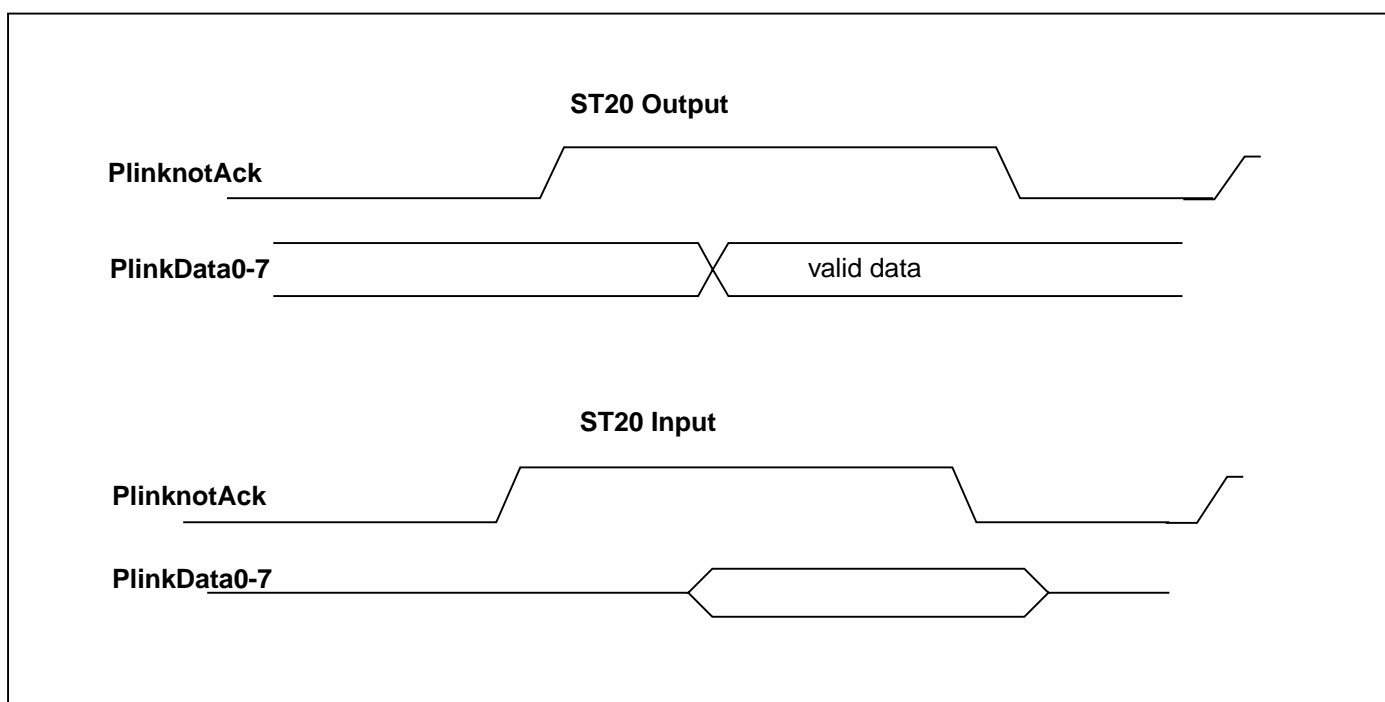 ST20 Output
PlinknotAck
PlinkData0-7
valid data
ST20 Input
PlinknotAck
PlinkData0-7